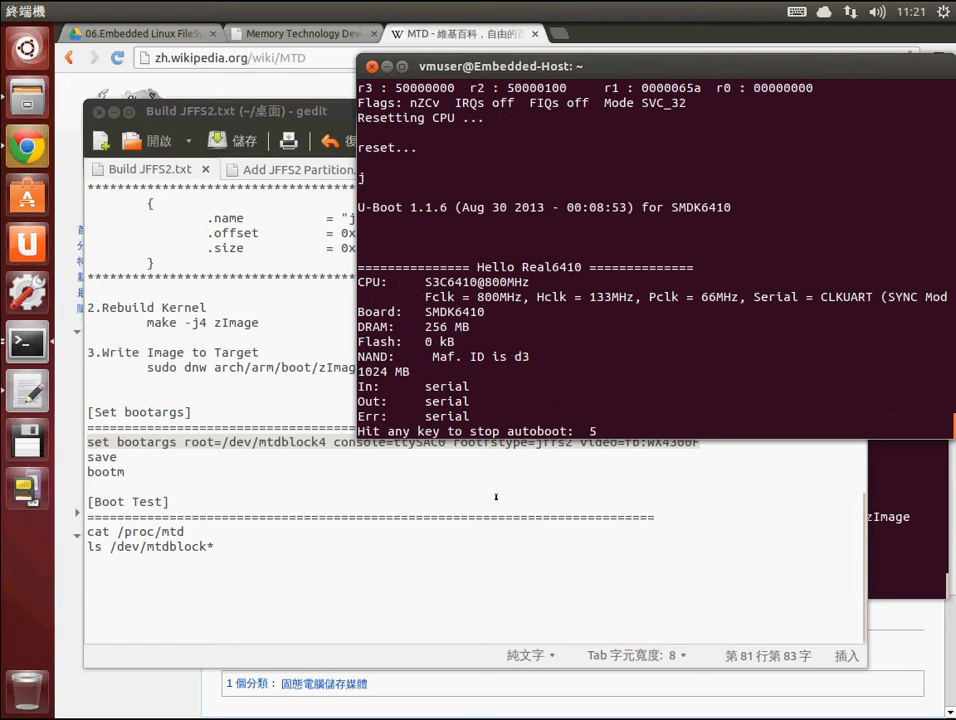 終端機
11:21
06.Embedded Linux FileSy
Memory Technology Dev
MTD - 維基百科，自由的百
zh.wikipedia.org/wiki/MTD
Build JFFS2.txt (~/桌面) - gedit
開啟
儲存
復
Build JFFS2.txt
Add JFFS2 Partition.
*************************************
{
.name = "j
.offset = 0x
.size = 0x
}
*************************************
2.Rebuild Kernel
make -j4 zImage
3.Write Image to Target
sudo dnw arch/arm/boot/zImag
[Set bootargs]
set bootargs root=/dev/mtdblock4 console=ttySAC0 rootfstype=jffs2 video=fb:WX4300F
save
bootm
[Boot Test]
============================================================================
cat /proc/mtd
ls /dev/mtdblock*
純文字
Tab 字元寬度: 8
第 81 行第 83 字
插入
vmuser@Embedded-Host: ~
r3 : 50000000 r2 : 50000100 r1 : 0000065a r0 : 00000000
Flags: nZCv IRQs off FIQs off Mode SVC_32
Resetting CPU ...
reset...
j
U-Boot 1.1.6 (Aug 30 2013 - 00:08:53) for SMDK6410
=============== Hello Real6410 ==============
CPU: S3C6410@800MHz
Fclk = 800MHz, Hclk = 133MHz, Pclk = 66MHz, Serial = CLKUART (SYNC Mod
Board: SMDK6410
DRAM: 256 MB
Flash: 0 kB
NAND: Maf. ID is d3
1024 MB
In: serial
Out: serial
Err: serial
Hit any key to stop autoboot: 5
zImage
1 個分類： 固態電腦儲存媒體